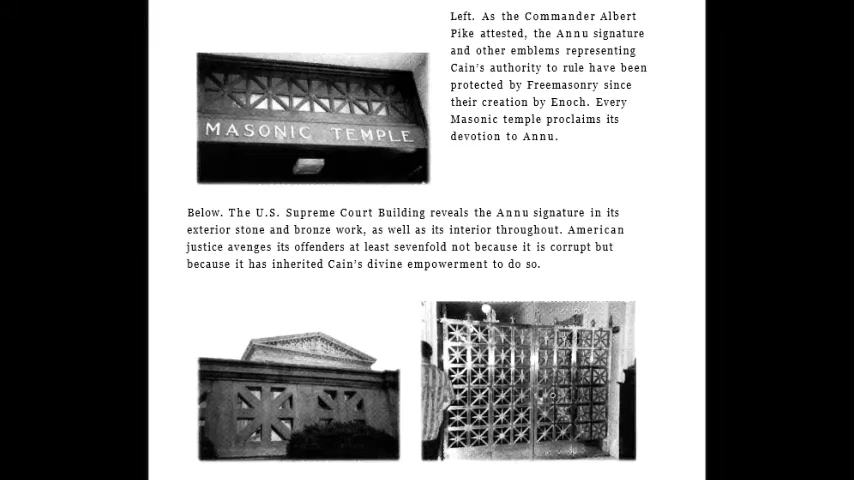 Left. As the Commander Albert
Pike attested, the Annu signature
and other emblems representing
Cain's authority to rule have been
protected by Freemasonry since
their creation by Enoch. Every
Masonic temple proclaims its
devotion to Annu.
MASONIC TEMPLE
Below. The U.S. Supreme Court Building reveals the Annu signature in its
exterior stone and bronze work, as well as its interior throughout. American
justice avenges its offenders at least sevenfold not because it is corrupt but
because it has inherited Cain's divine empowerment to do so.